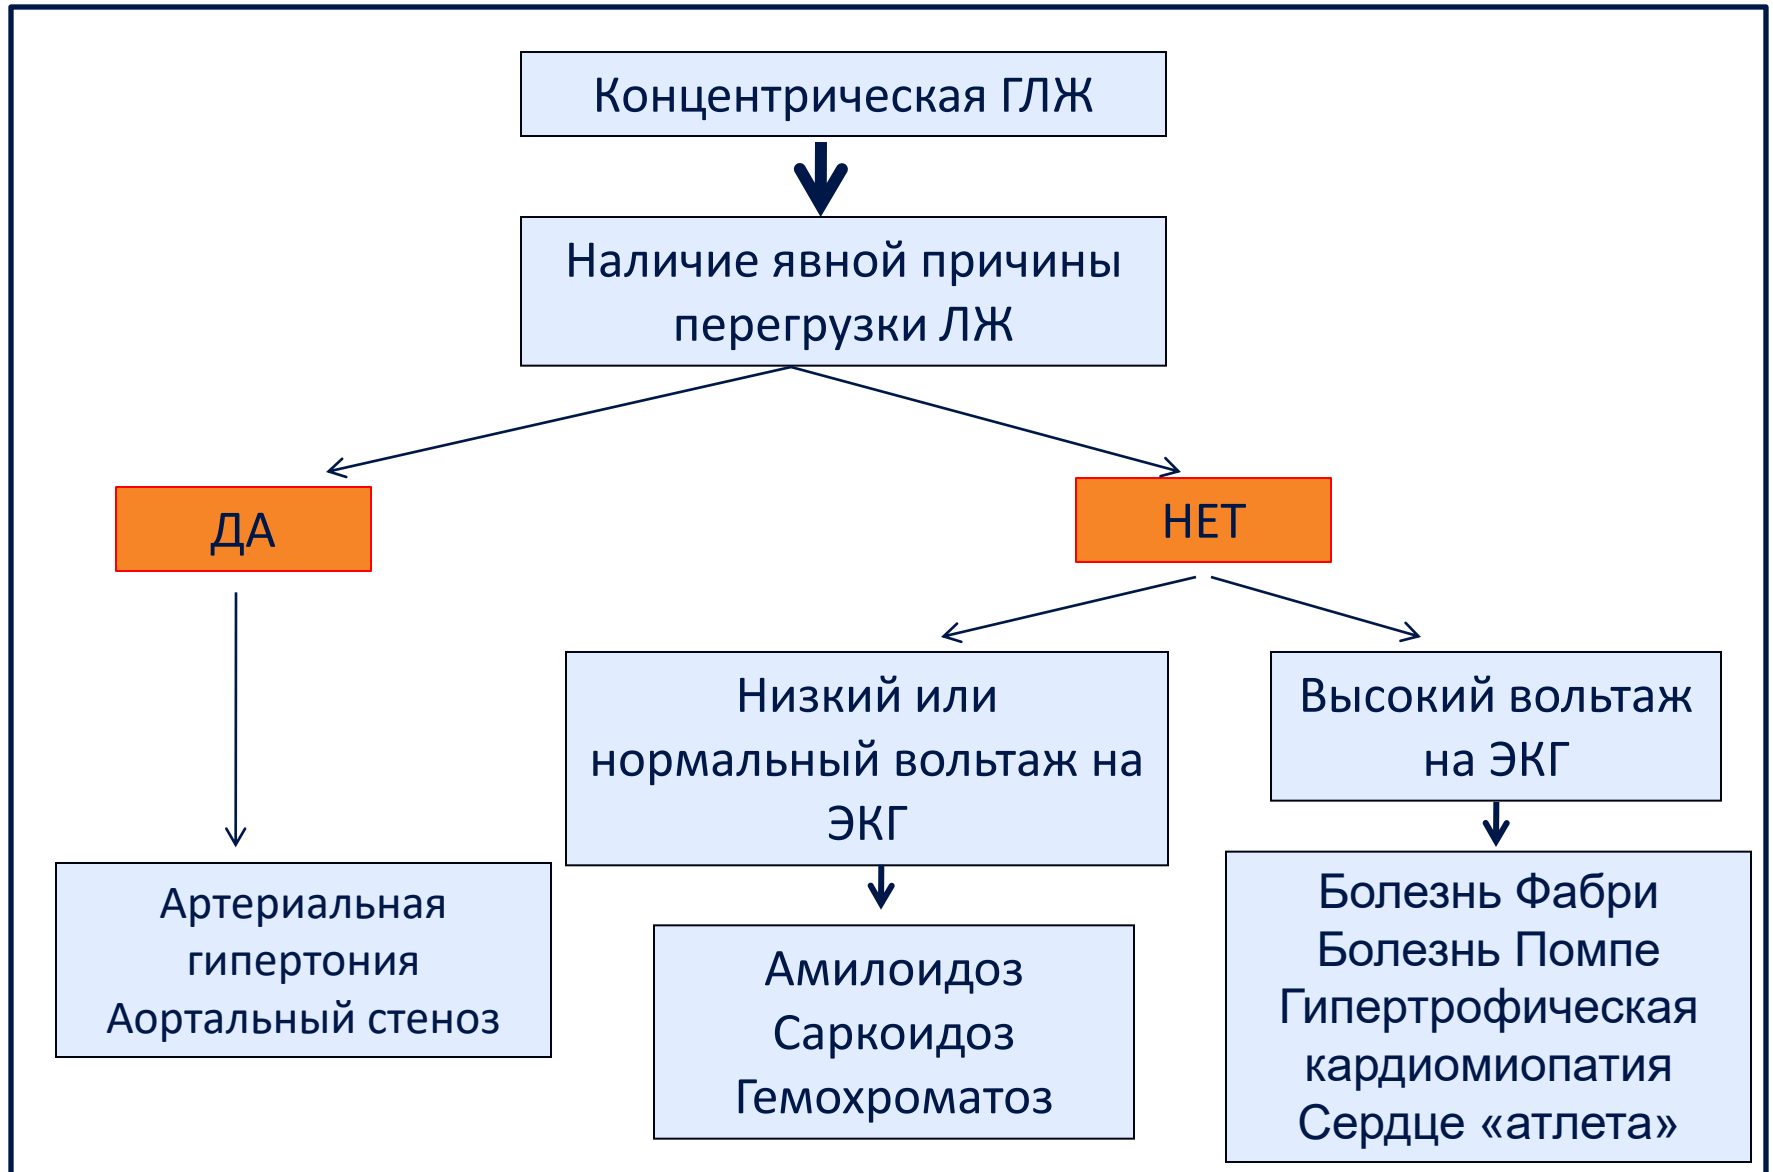 Концентрическая ГЛЖ
Наличие явной причины
перегрузки ЛЖ
ДА
НЕТ
Низкий или
нормальный вольтаж на
ЭКГ
Высокий вольтаж
на ЭКГ
Артериальная
гипертония
Аортальный стеноз
Амилоидоз
Саркоидоз
Гемохроматоз
Болезнь Фабри
Болезнь Помпе
Гипертрофическая
кардиомиопатия
Сердце «атлета»